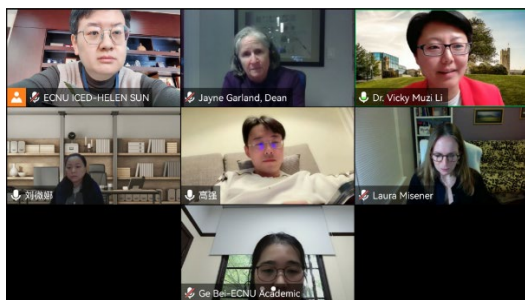 ECNU ICED-HELEN SUN
Jayne Garland, Dean
Dr. Vicky Muzi Li
刘微娜
高强
Laura Misener
Ge Bei-ECNU Academic